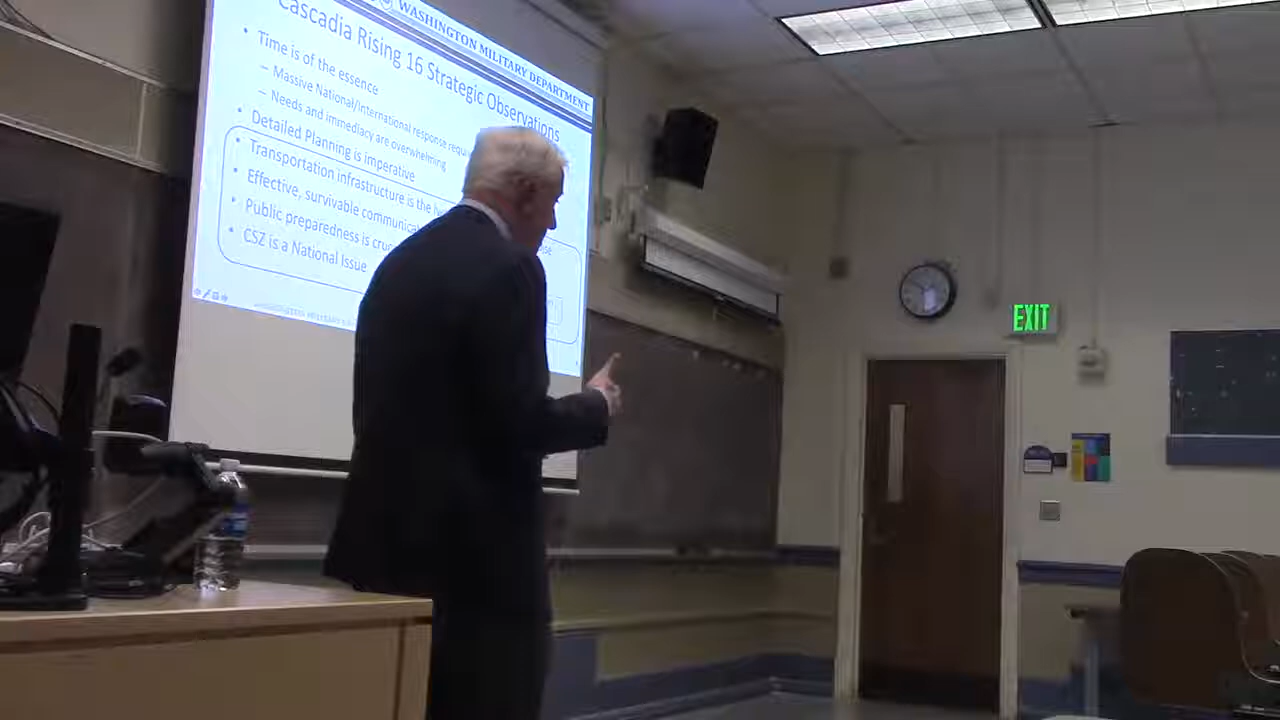 WASHINGTON MILITARY DEPARTMENT
Cascadia Rising 16 Strategic Observations
• Time is of the essence
– Massive National/International response
– Needs and immediacy are overwhelming
• Detailed Planning is imperative
• Transportation infrastructure is the
• Effective, survivable
• Public preparedness is
• CSZ is a National Issue
EXIT